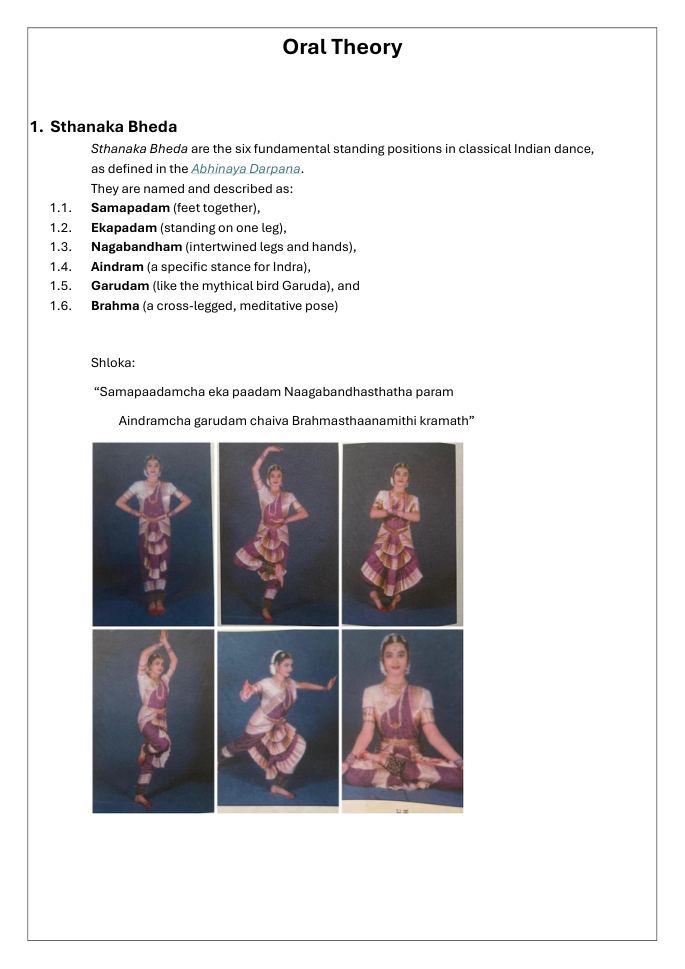 Oral Theory
1. Sthanaka Bheda
Sthanaka Bheda are the six fundamental standing positions in classical Indian dance,
as defined in the Abhinaya Darpana.
They are named and described as:
1.1. Samapadam (feet together),
1.2. Ekapadam (standing on one leg),
1.3. Nagabandham (intertwined legs and hands),
1.4. Aindram (a specific stance for Indra),
1.5. Garudam (like the mythical bird Garuda), and
1.6. Brahma (a cross-legged, meditative pose)
Shloka:
“Samapaadamcha eka paadam Naagabandhasthatha param
Aindramcha garudam chaiva Brahmasthaanamithi kramath”